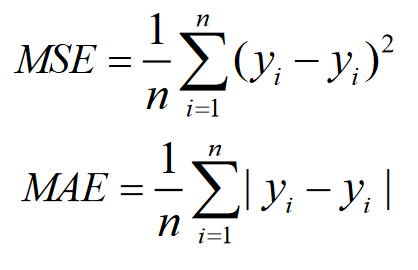 MSE = \frac{1}{n} \sum_{i=1}^{n} (y_i - y_i)^2
MAE = \frac{1}{n} \sum_{i=1}^{n} | y_i - y_i |